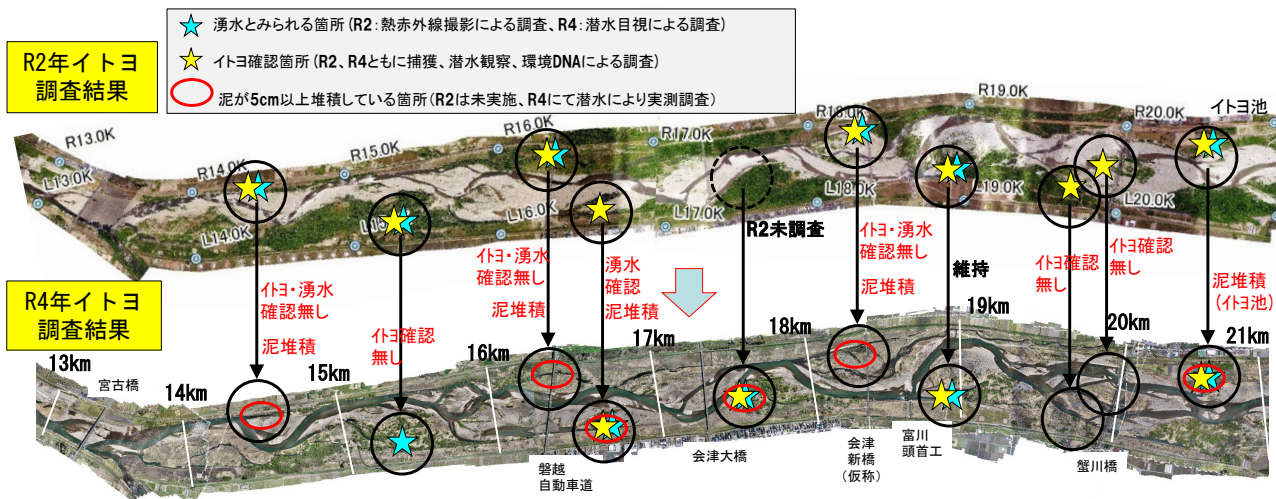 湧水とみられる箇所(R2:熱赤外線撮影による調査、R4:潜水目視による調査)
イトヨ確認箇所(R2、R4ともに捕獲、潜水観察、環境DNAによる調査)
泥が5cm以上堆積している箇所(R2は未実施、R4にて潜水により実測調査)
R2年イトヨ
調査結果
R13.0K
R14.0K
R15.0K
R16.0K
R17.0K
R18.0K
R19.0K
R20.0K
イトヨ池
L13.0K
L14.0K
L15.
L16.0K
L17.0K
L18.0K
L19.0K
L20.0K
R2未調査
イトヨ・湧水
確認無し
泥堆積
イトヨ確認
無し
イトヨ・湧水
確認無し
泥堆積
湧水
確認
泥堆積
イトヨ・湧水
確認無し
泥堆積
維持
イトヨ確認
無し
イトヨ確認
無し
泥堆積
(イトヨ池)
R4年イトヨ
調査結果
13km
14km
15km
16km
17km
18km
19km
20km
21km
宮古橋
磐越
自動車道
会津大橋
会津
新橋
(仮称)
富川
頭首工
蟹川橋